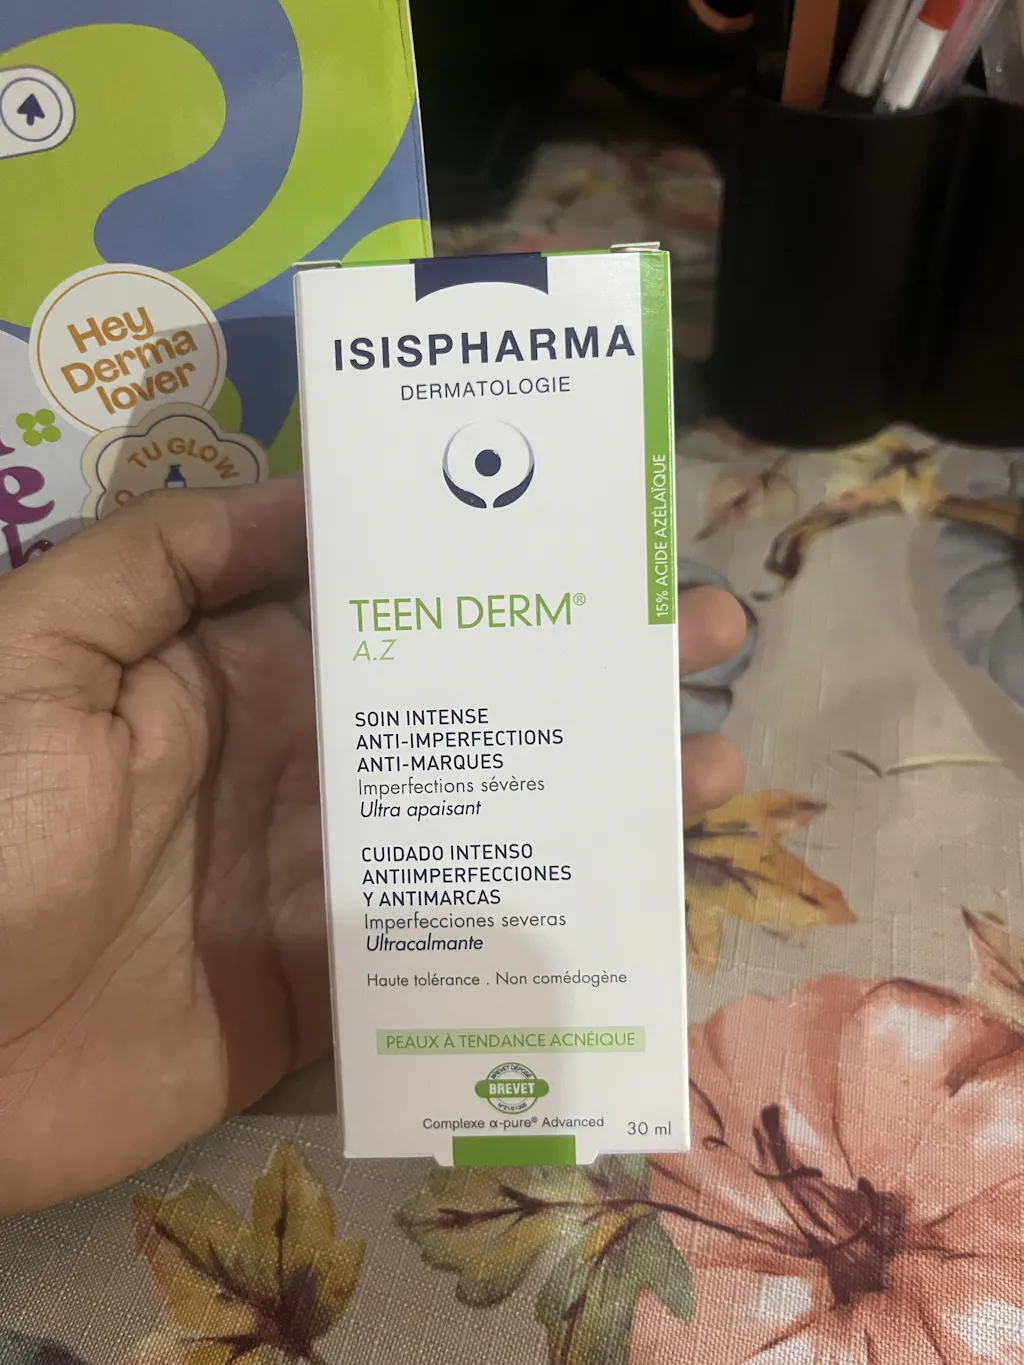 Hey
Derma
lover
TU GLOW
ISISPHARMA
DERMATOLOGIE
15% ACIDE AZÉLAÏQUE
TEEN DERM®
A.Z
SOIN INTENSE
ANTI-IMPERFECTIONS
ANTI-MARQUES
Imperfections sévères
Ultra apaisant
CUIDADO INTENSO
ANTIIMPERFECCIONES
Y ANTIMARCAS
Imperfecciones severas
Ultracalmante
Haute tolérance . Non comédogène
PEAUX À TENDANCE ACNÉIQUE
BREVET DÉPOSÉ
BREVET
Complexe α-pure® Advanced
30 ml